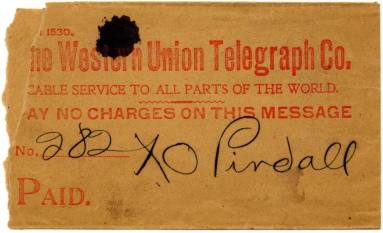 1530.
he Western Union Telegraph Co.
CABLE SERVICE TO ALL PARTS OF THE WORLD.
AY NO CHARGES ON THIS MESSAGE
No. 282 XO Pindall
PAID.